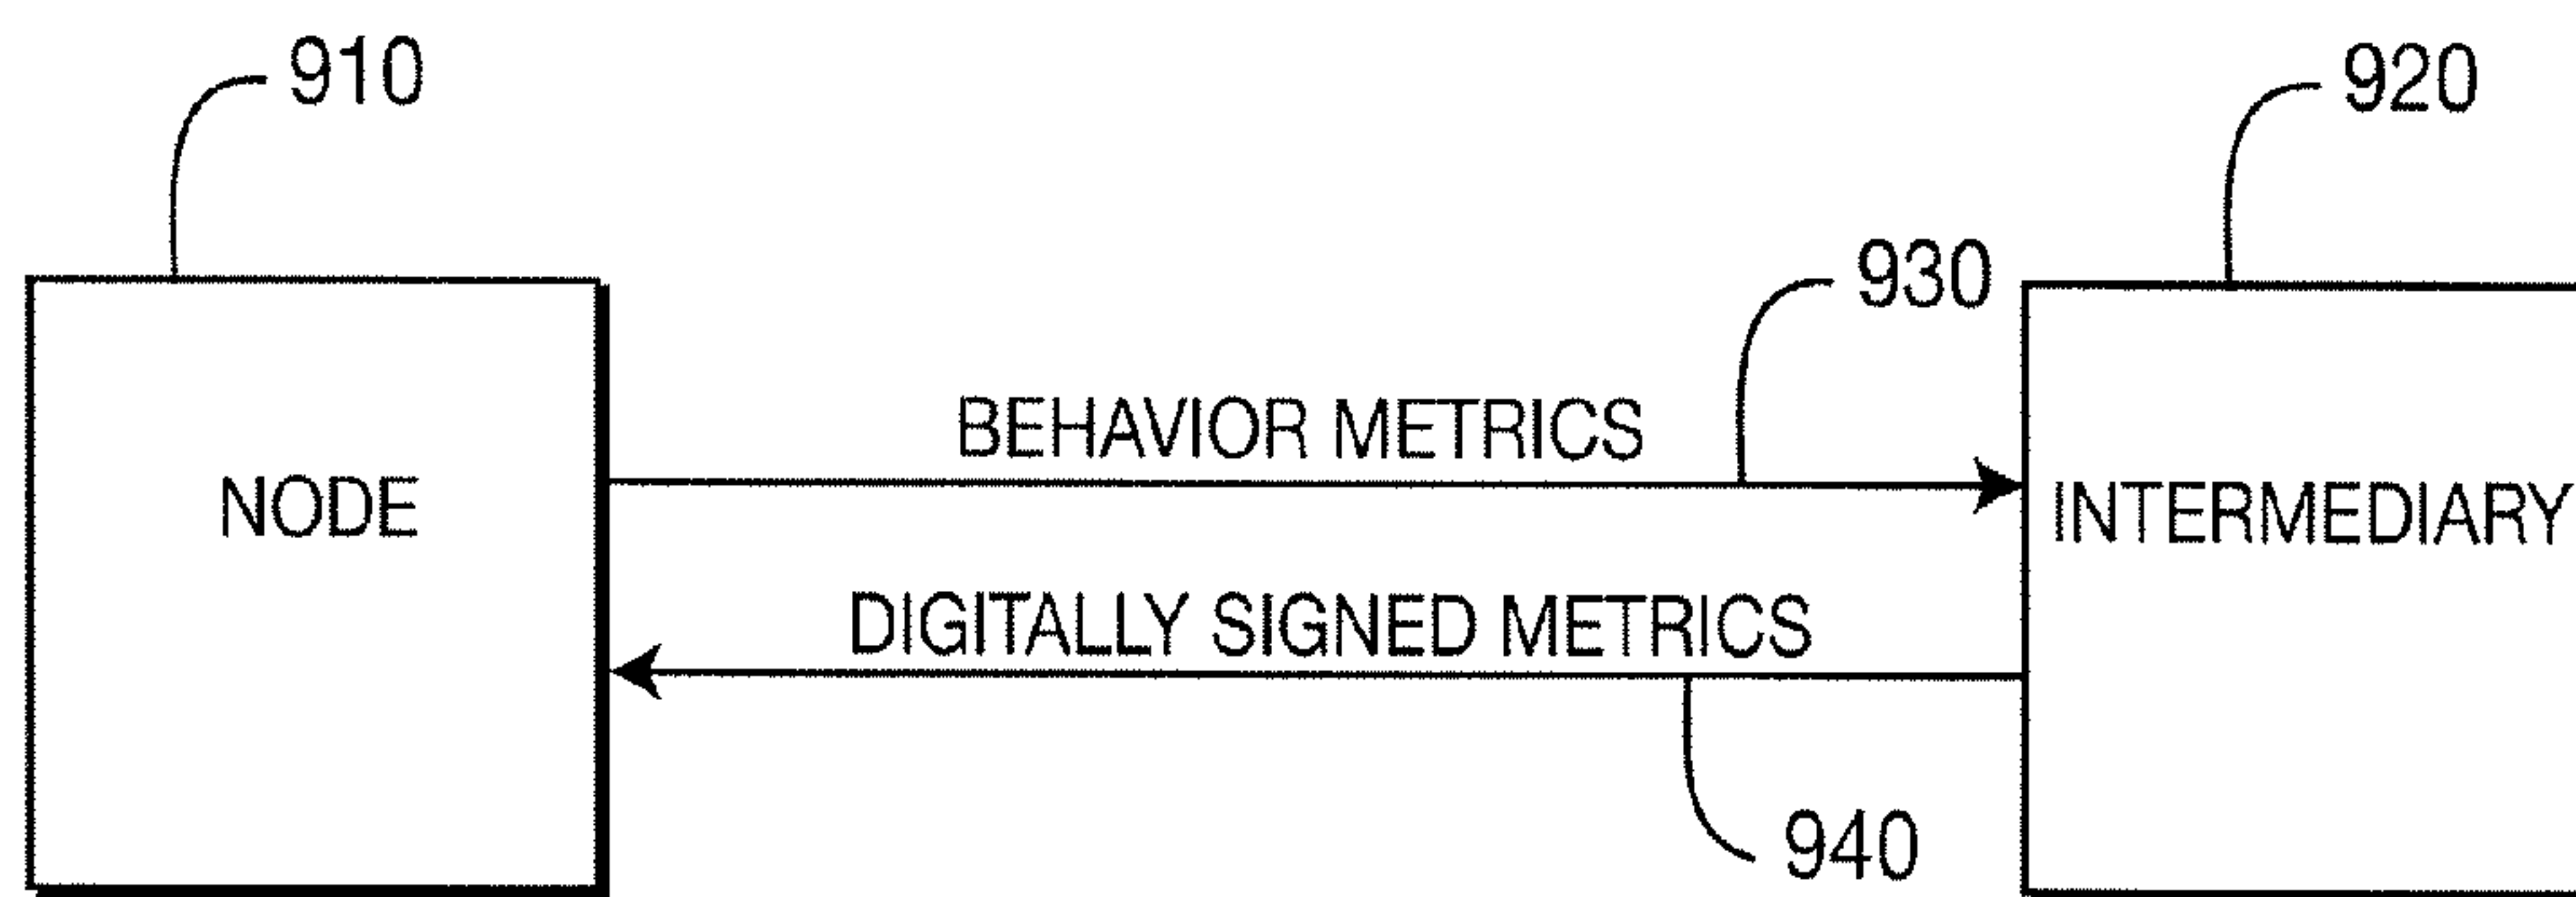 910
920
930
BEHAVIOR METRICS
NODE
INTERMEDIARY
DIGITALLY SIGNED METRICS
940